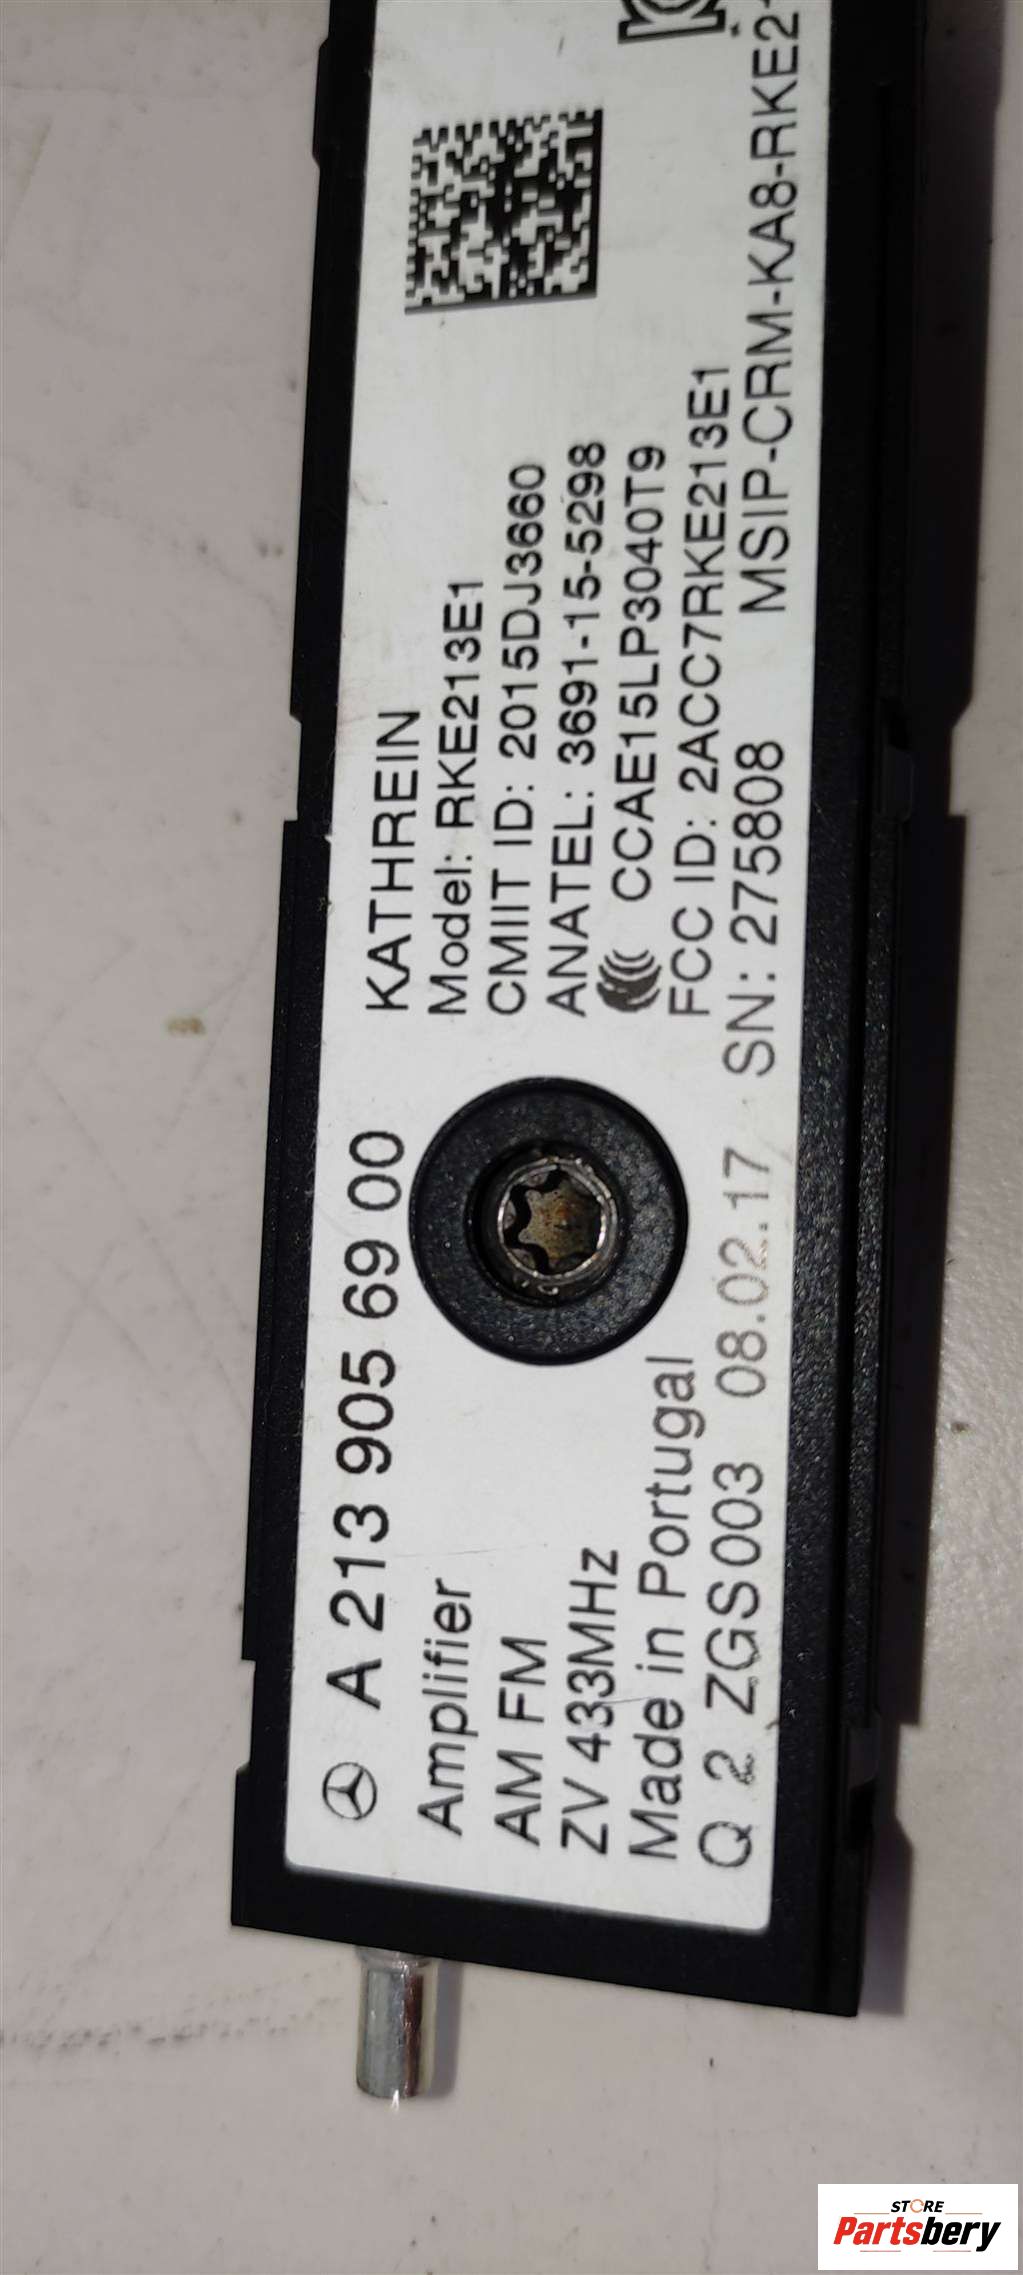 A 213 905 69 00
Amplifier
AM FM
ZV 433MHz
Made in Portugal
Q 2 ZGS003 08.02.17 SN: 275808
KATHREIN
Model: RKE213E1
CMIIT ID: 2015DJ3660
ANATEL: 3691-15-5298
CCAE15LP3040T9
FCC ID: 2ACC7RKE213E1
MSIP-CRM-KA8-RKE2
STORE
Partsbery